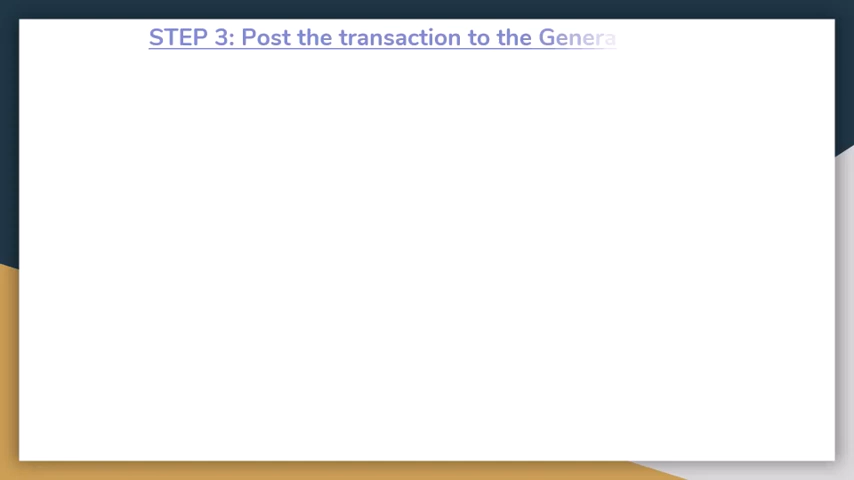 STEP 3: Post the transaction to the Genera